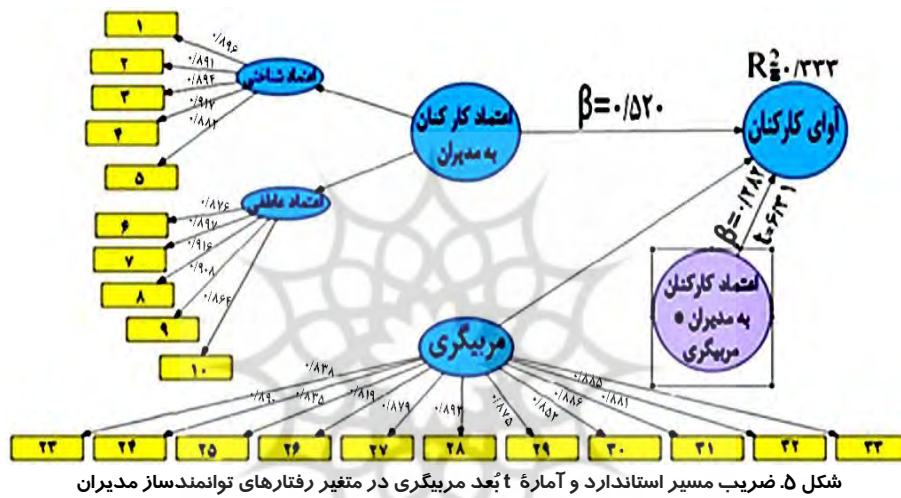 ۱
۲
۳
۴
۵
۰/۸۹۶
۰/۸۹۱
۰/۸۹۴
۰/۹۱۷
۰/۸۸۲
اعتماد شناختی
اعتماد کارکنان
به مدیران
β=۰/۵۲۰
R²=۰/۳۳۳
آوای کارکنان
β=۰/۲۸۲
t=۶/۳۱
اعتماد کارکنان
به مدیران *
مربیگری
اعتماد عاطفی
۶
۷
۸
۹
۱۰
۰/۸۷۶
۰/۸۹۷
۰/۹۱۶
۰/۹۰۸
۰/۸۶۴
مربیگری
۰/۸۳۸
۰/۸۹۰
۰/۸۳۵
۰/۸۱۹
۰/۸۷۹
۰/۸۹۳
۰/۸۷۵
۰/۸۵۲
۰/۸۸۶
۰/۸۸۱
۰/۸۸۵
۲۳ ۲۴ ۲۵ ۲۶ ۲۷ ۲۸ ۲۹ ۳۰ ۳۱ ۳۲ ۳۳
شکل ۵. ضریب مسیر استاندارد و آمارۀ t بُعد مربیگری در متغیر رفتارهای توانمندساز مدیران